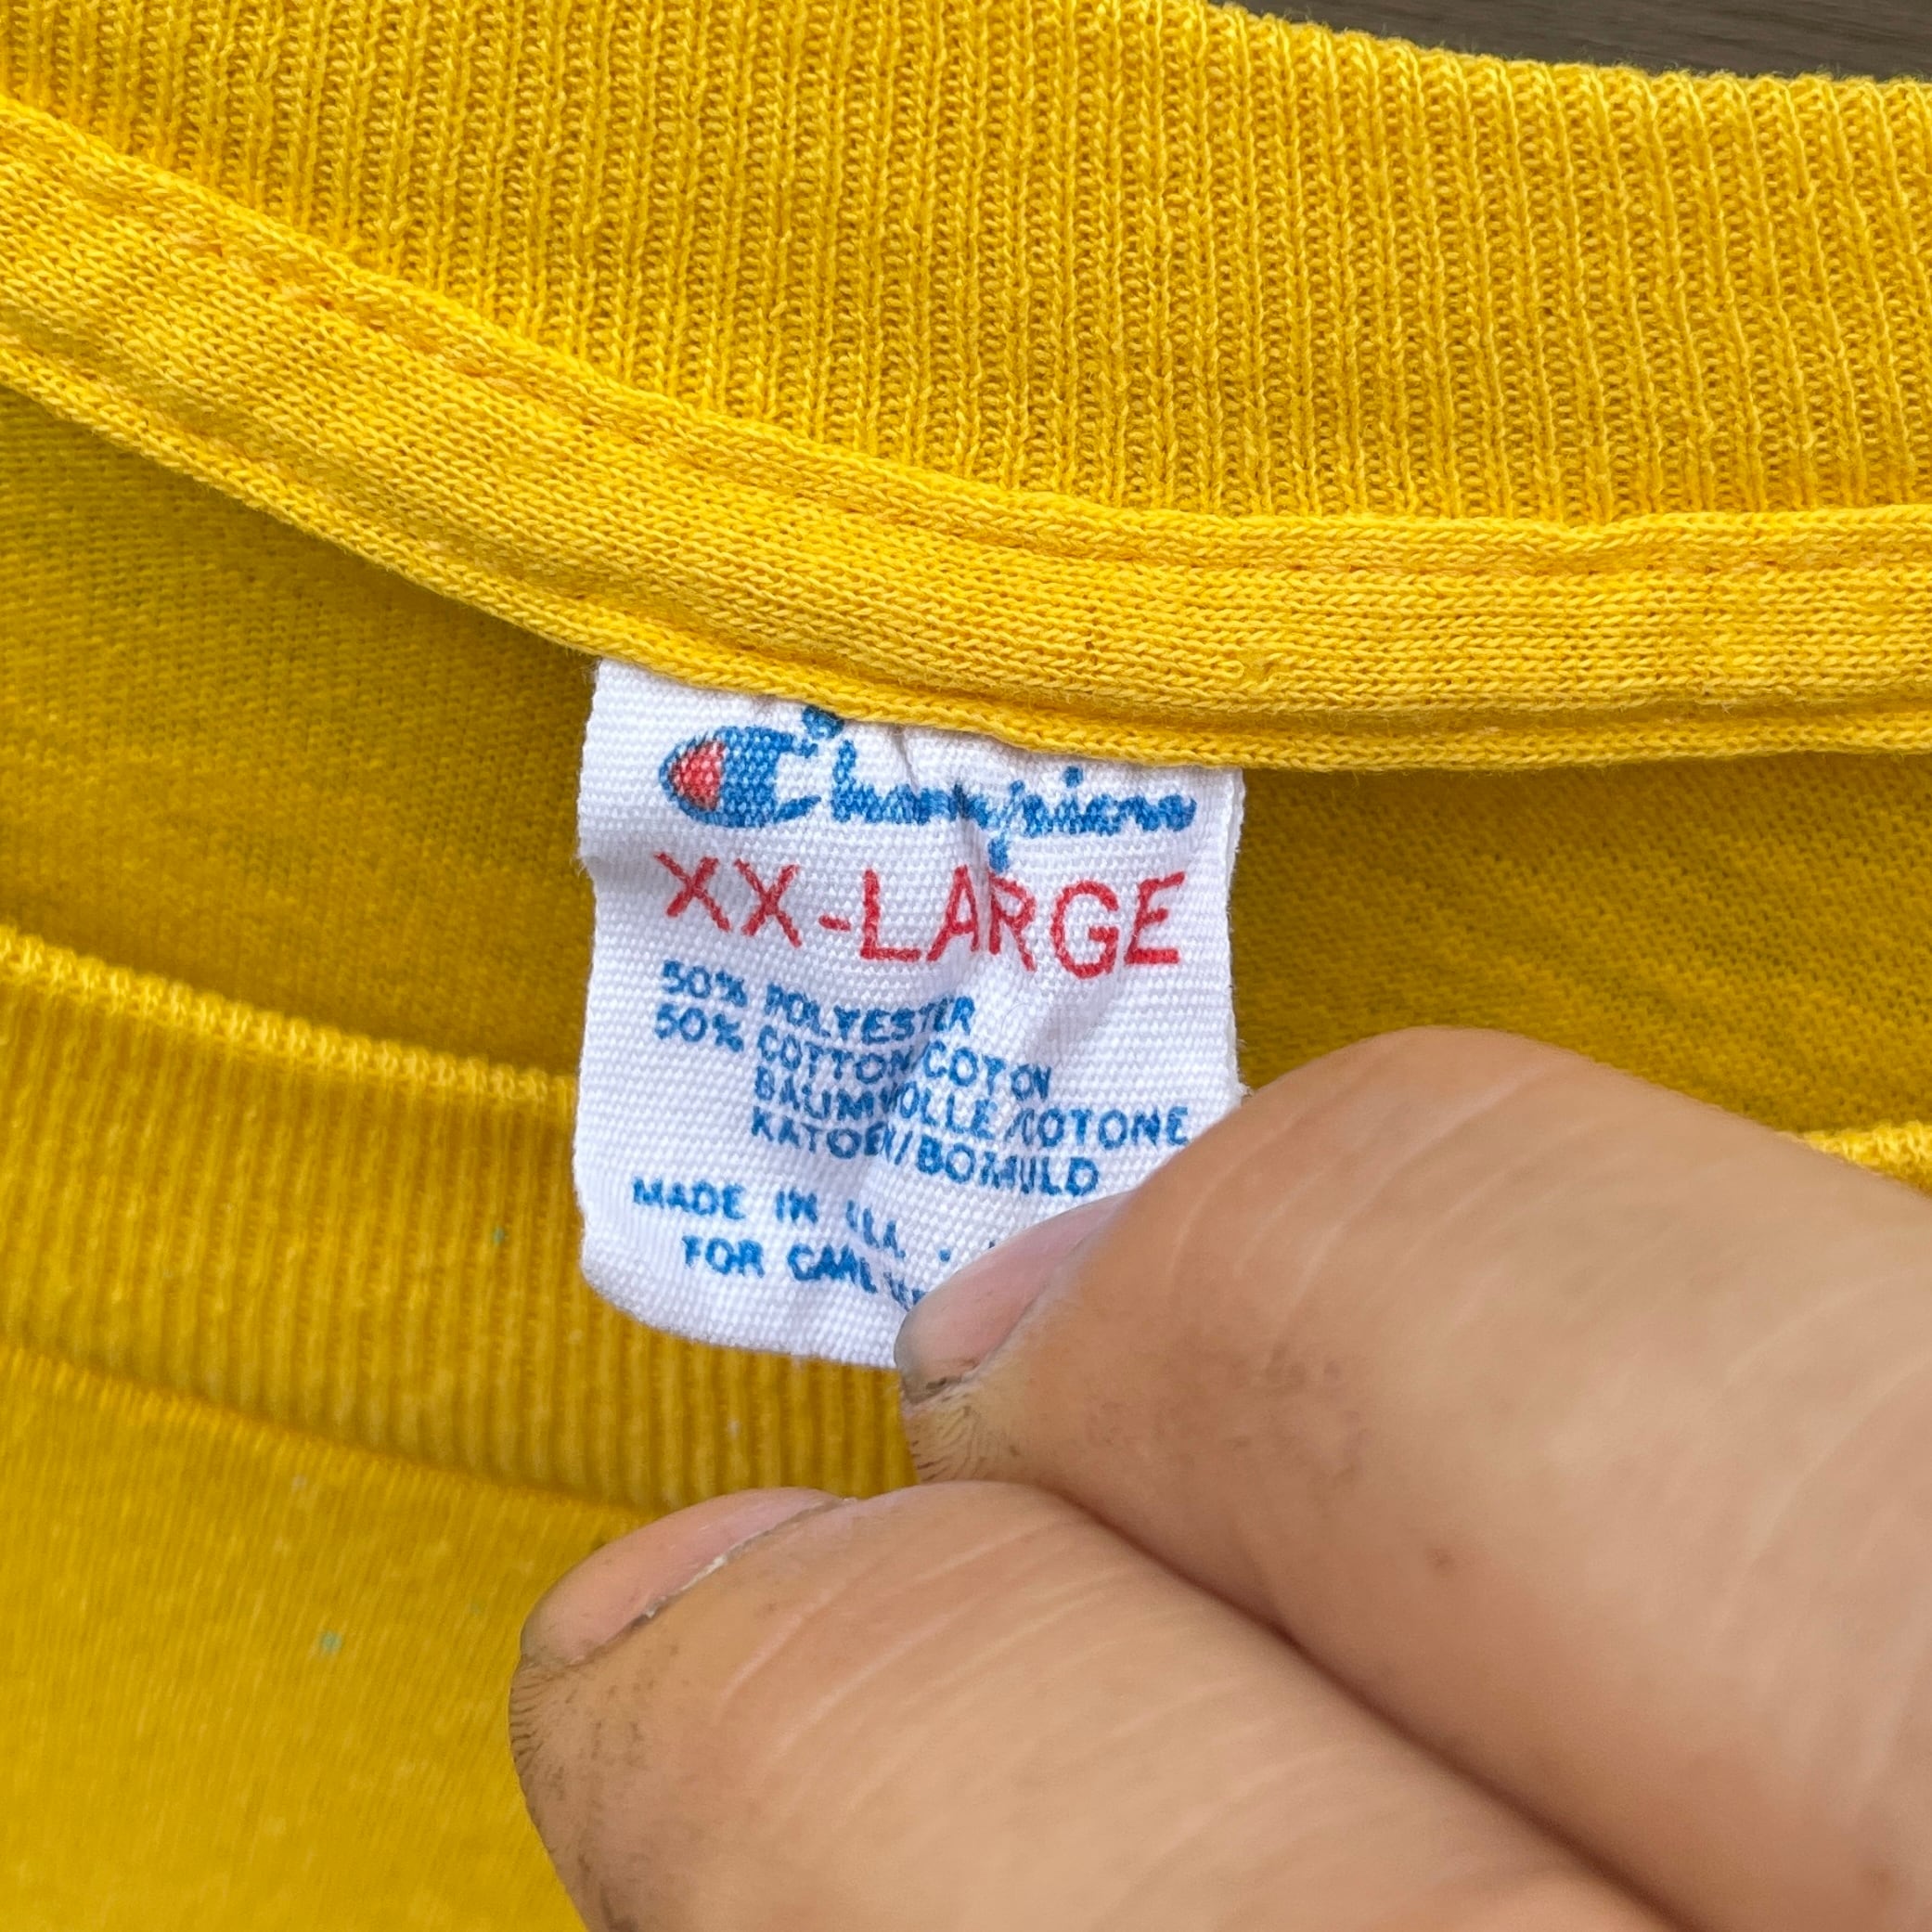 Champion
XX-LARGE
50% POLYESTER
50% COTTON/COTON
BAUMWOLLE/COTONE
KATOEN/BOMULD
MADE IN
FOR CARE